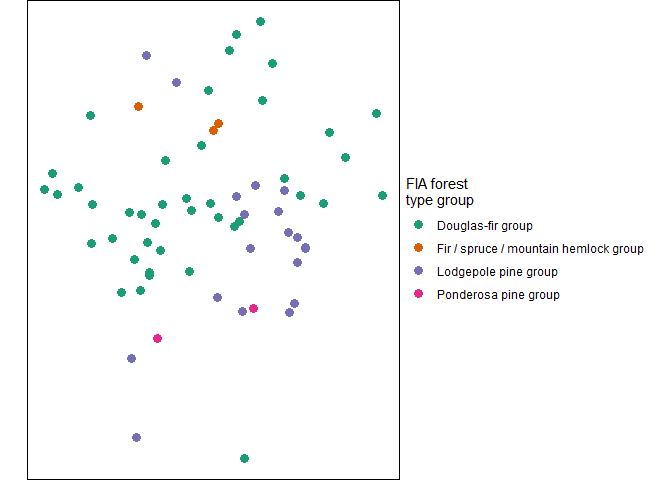 FIA forest
type group
Douglas-fir group
Fir / spruce / mountain hemlock group
Lodgepole pine group
Ponderosa pine group